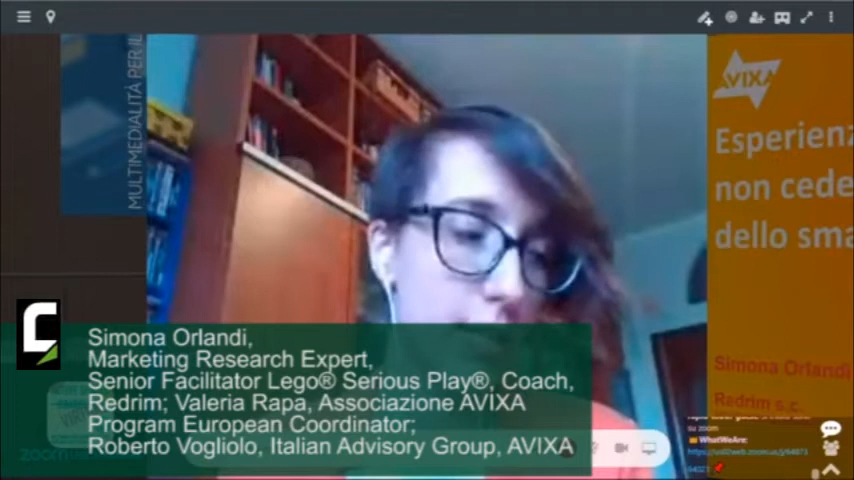 MULTIMEDIALITÀ PER IL
AVIXA
Esperienz
non cede
dello sma
Simona Orlandi
Redrim s.c.
Simona Orlandi,
Marketing Research Expert,
Senior Facilitator Lego® Serious Play®, Coach,
Redrim; Valeria Rapa, Associazione AVIXA
Program European Coordinator;
Roberto Vogliolo, Italian Advisory Group, AVIXA
zoom
su zoom
WhatWeAre: